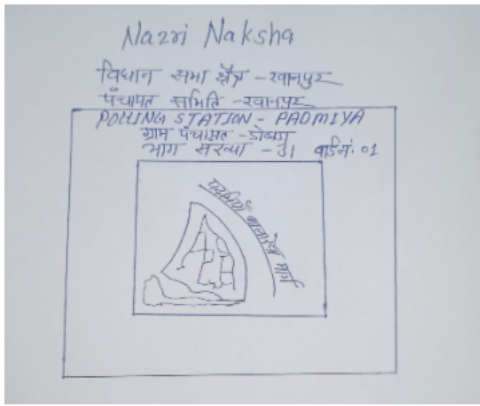 Nazri Naksha
विधान सभा क्षेत्र - खानपुर
पंचायत समिति - खानपुर
POLLING STATION - PADMIYA
ग्राम पंचायत -
भाग संख्या - 31 वार्ड नं. 01
मार्ग